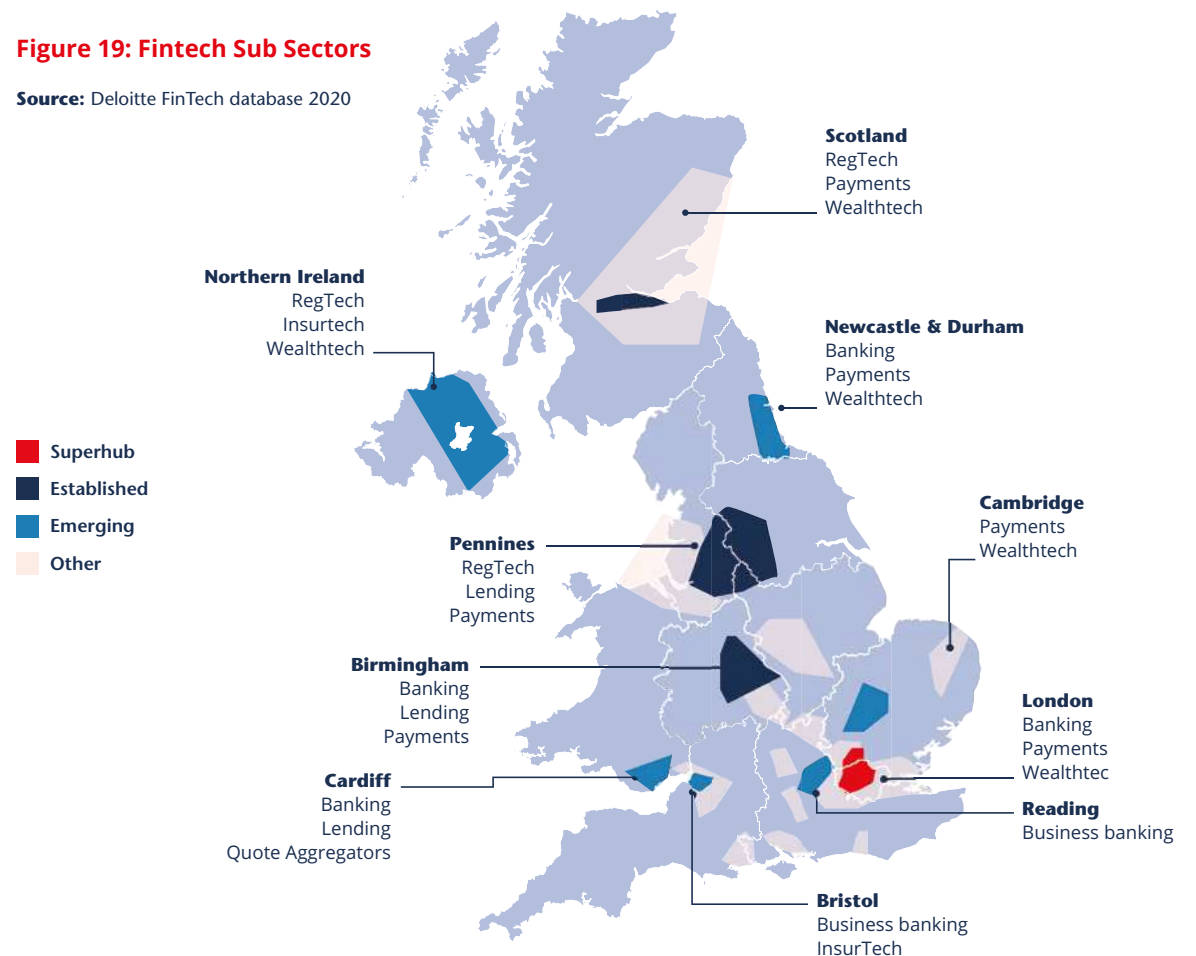 Figure 19: Fintech Sub Sectors
Source: Deloitte FinTech database 2020
Scotland
RegTech
Payments
Wealthtech
Northern Ireland
RegTech
Insurtech
Wealthtech
Newcastle & Durham
Banking
Payments
Wealthtech
Superhub
Established
Emerging
Other
Cambridge
Payments
Wealthtech
Pennines
RegTech
Lending
Payments
Birmingham
Banking
Lending
Payments
London
Banking
Payments
Wealthtec
Cardiff
Banking
Lending
Quote Aggregators
Reading
Business banking
Bristol
Business banking
InsurTech